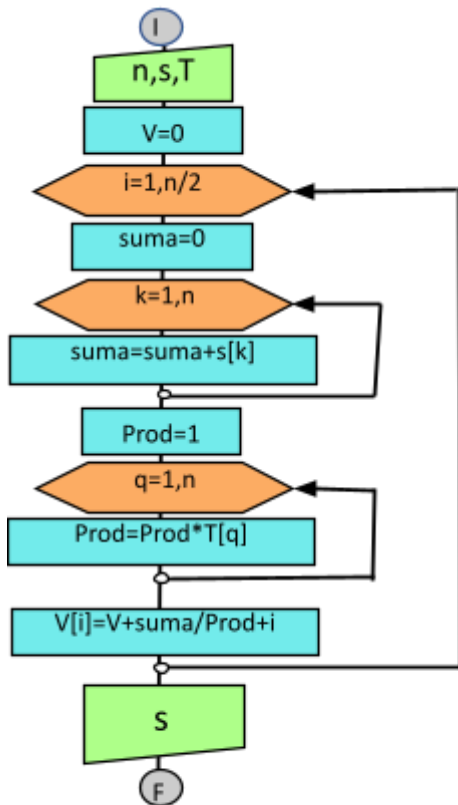 I
n,s,T
V=0
i=1,n/2
suma=0
k=1,n
suma=suma+s[k]
Prod=1
q=1,n
Prod=Prod*T[q]
V[i]=V+suma/Prod+i
s
F